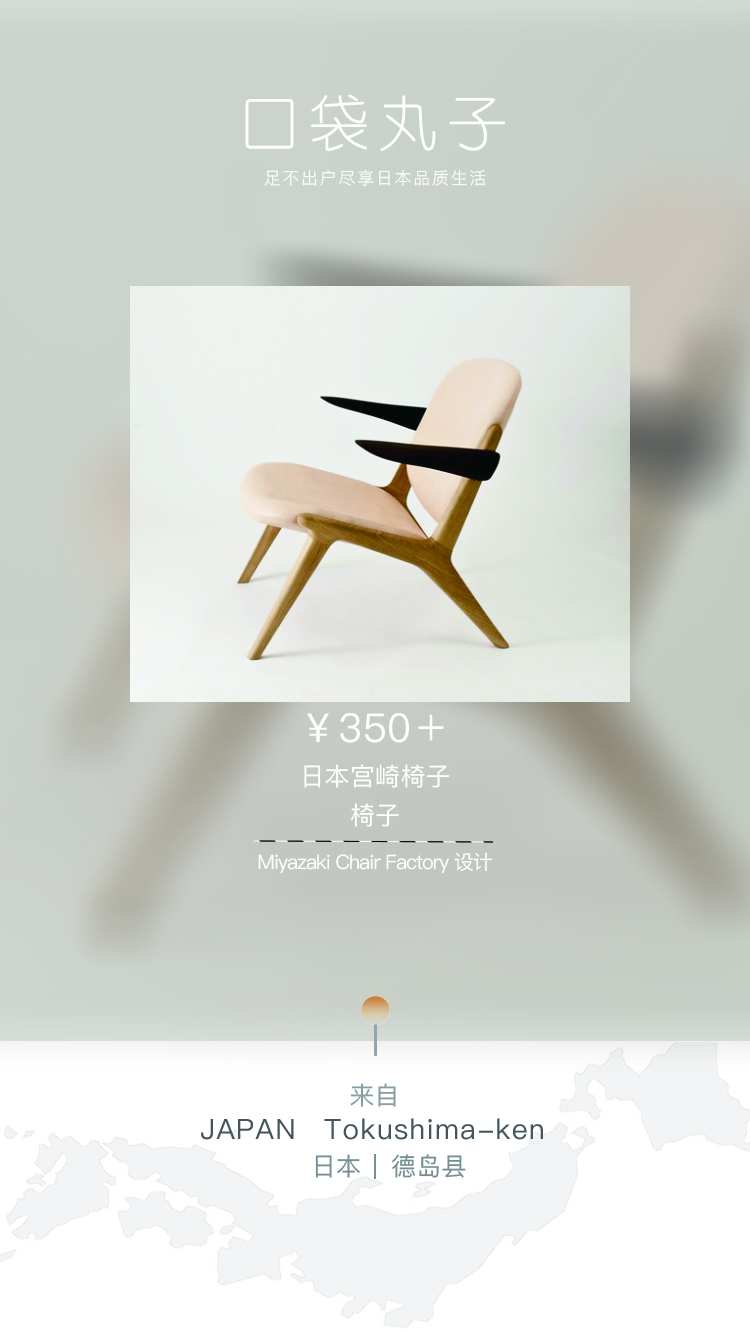 口袋丸子
足不出户尽享日本品质生活
¥350+
日本宫崎椅子
椅子
Miyazaki Chair Factory 设计
来自
JAPAN Tokushima-ken
日本 | 德岛县